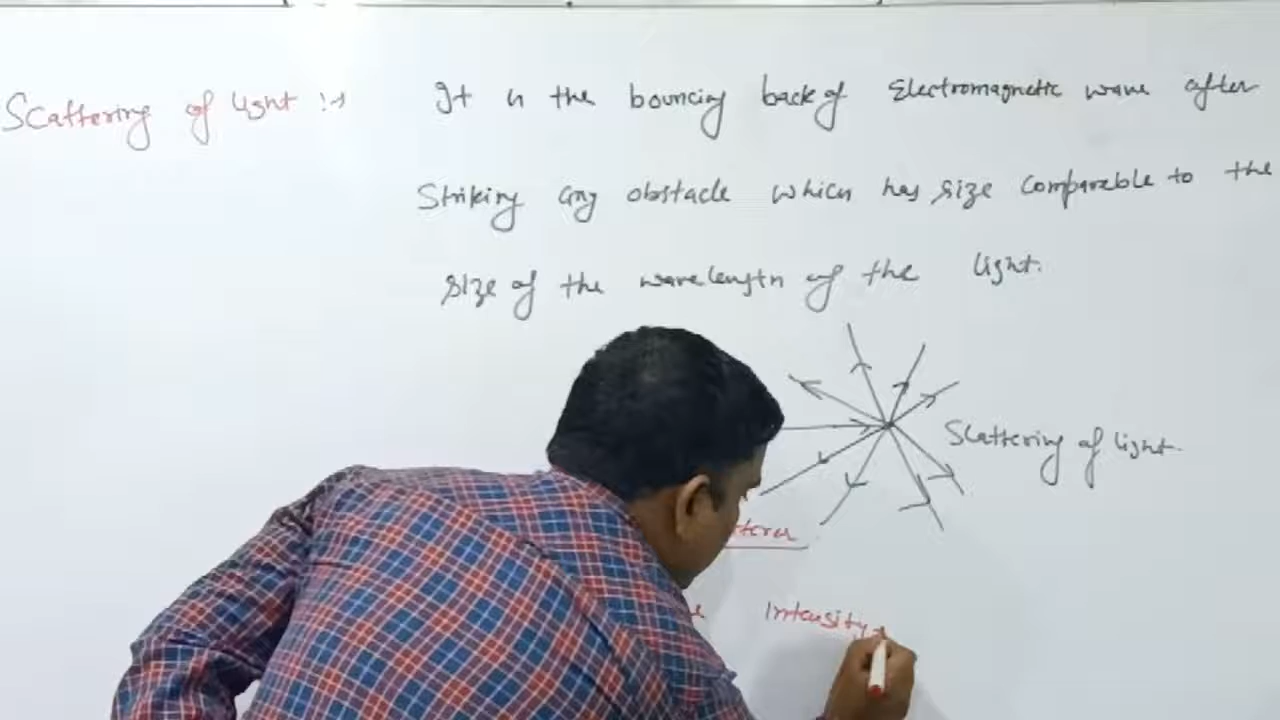 Scattering of light :→ It is the bouncing back of Electromagnetic wave after
Striking any obstacle which has size comparable to the
size of the wavelength of the light.
Scattering of light.
Intensity